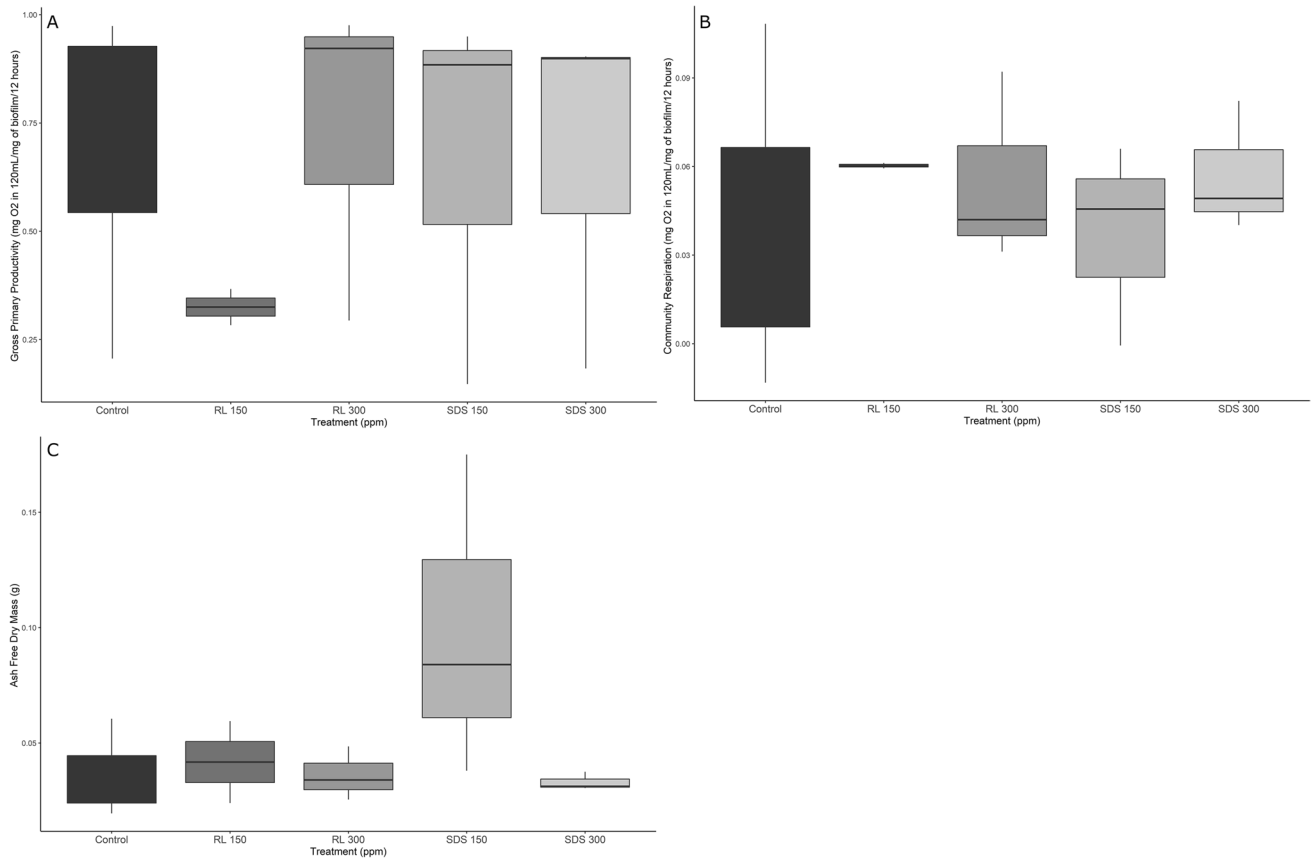 A
Gross Primary Productivity (mg O2 in 120mL/mg of biofilm/12 hours)
1.00
0.75
0.50
0.25
Control
RL 150
RL 300
SDS 150
SDS 300
Treatment (ppm)
B
Community Respiration (mg O2 in 120mL/mg of biofilm/12 hours)
0.09
0.06
0.03
0.00
Control
RL 150
RL 300
SDS 150
SDS 300
Treatment (ppm)
C
Ash Free Dry Mass (g)
0.15
0.10
0.05
Control
RL 150
RL 300
SDS 150
SDS 300
Treatment (ppm)